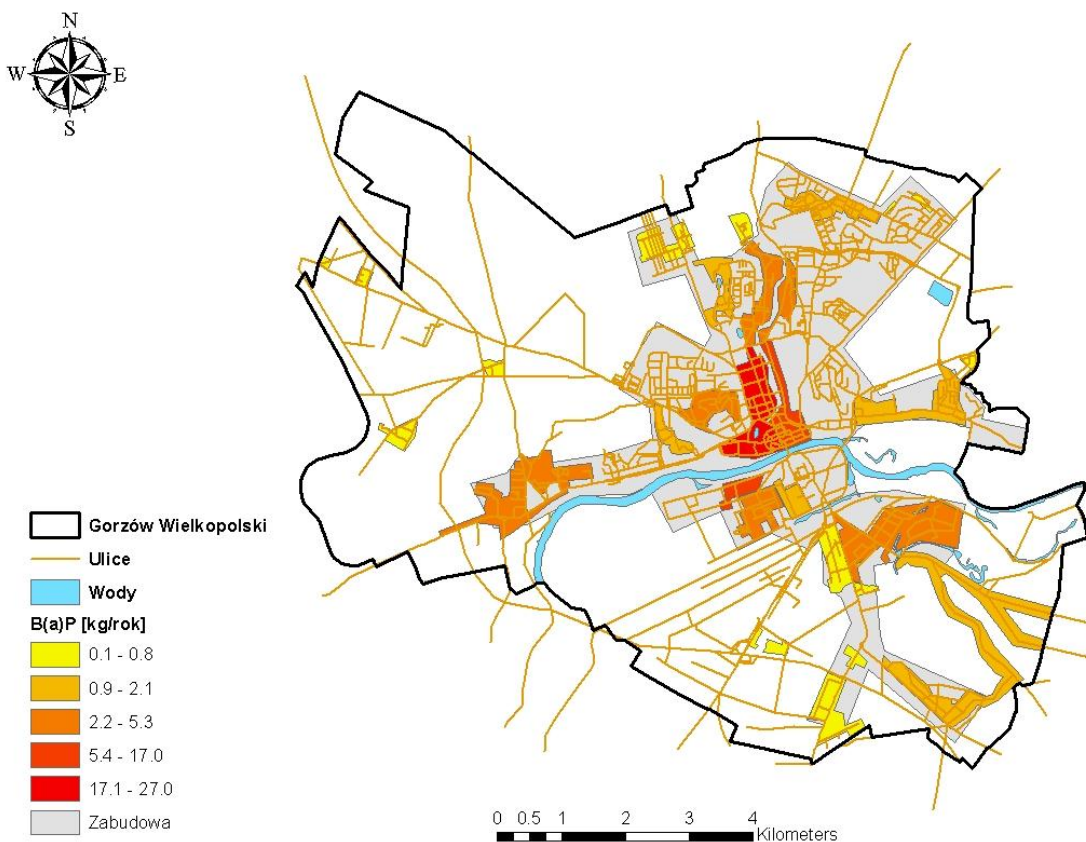 N
W E
S
Gorzów Wielkopolski
Ulice
Wody
B(a)P [kg/rok]
0.1 - 0.8
0.9 - 2.1
2.2 - 5.3
5.4 - 17.0
17.1 - 27.0
Zabudowa
0 0.5 1 2 3 4
Kilometers